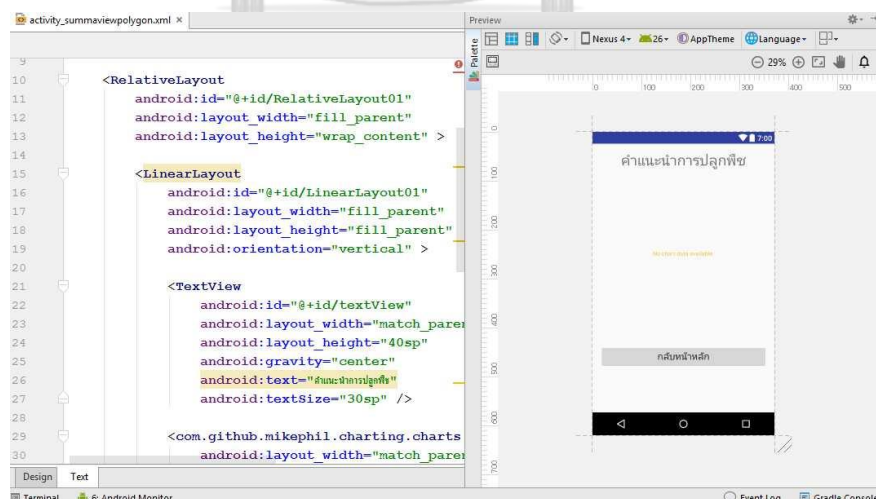 activity_summaviewpolygon.xml ×
Preview
Palette
Nexus 4
26
AppTheme
Language
29%
9
10 <RelativeLayout
11 android:id="@+id/RelativeLayout01"
12 android:layout_width="fill_parent"
13 android:layout_height="wrap_content" >
14
15 <LinearLayout
16 android:id="@+id/LinearLayout01"
17 android:layout_width="fill_parent"
18 android:layout_height="fill_parent"
19 android:orientation="vertical" >
20
21 <TextView
22 android:id="@+id/textView"
23 android:layout_width="match_paren
24 android:layout_height="40sp"
25 android:gravity="center"
26 android:text="คำแนะนำการปลูกพืช"
27 android:textSize="30sp" />
28
29 <com.github.mikephil.charting.charts
30 android:layout_width="match_paren
Design Text
0 100 200 300 400 500
0
100
200
300
400
500
600
700
7:00
คำแนะนำการปลูกพืช
No chart data available.
กลับหน้าหลัก
Terminal
6: Android Monitor
Event Log
Gradle Console